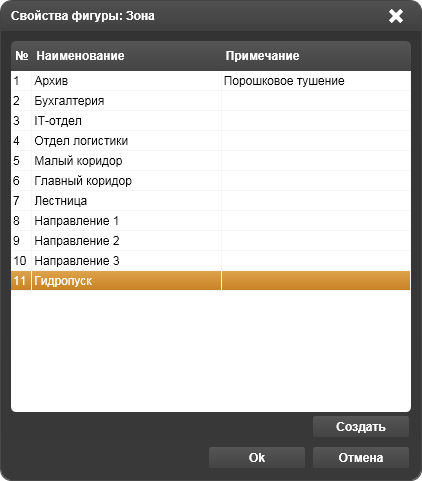 Свойства фигуры: Зона
№ Наименование Примечание
1 Архив Порошковое тушение
2 Бухгалтерия
3 IT-отдел
4 Отдел логистики
5 Малый коридор
6 Главный коридор
7 Лестница
8 Направление 1
9 Направление 2
10 Направление 3
11 Гидропуск
Создать
Ok Отмена